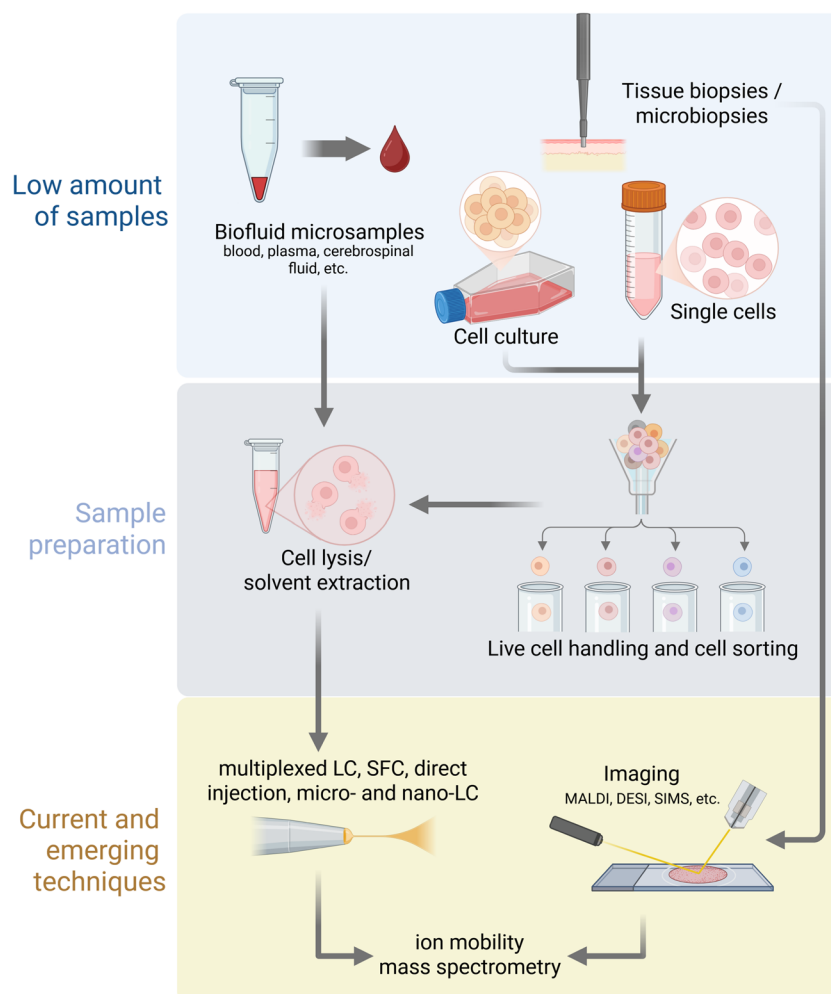 Low amount
of samples
Biofluid microsamples
blood, plasma, cerebrospinal
fluid, etc.
Tissue biopsies /
microbiopsies
Cell culture
Single cells
Sample
preparation
Cell lysis/
solvent extraction
Live cell handling and cell sorting
Current and
emerging
techniques
multiplexed LC, SFC, direct
injection, micro- and nano-LC
Imaging
MALDI, DESI, SIMS, etc.
ion mobility
mass spectrometry